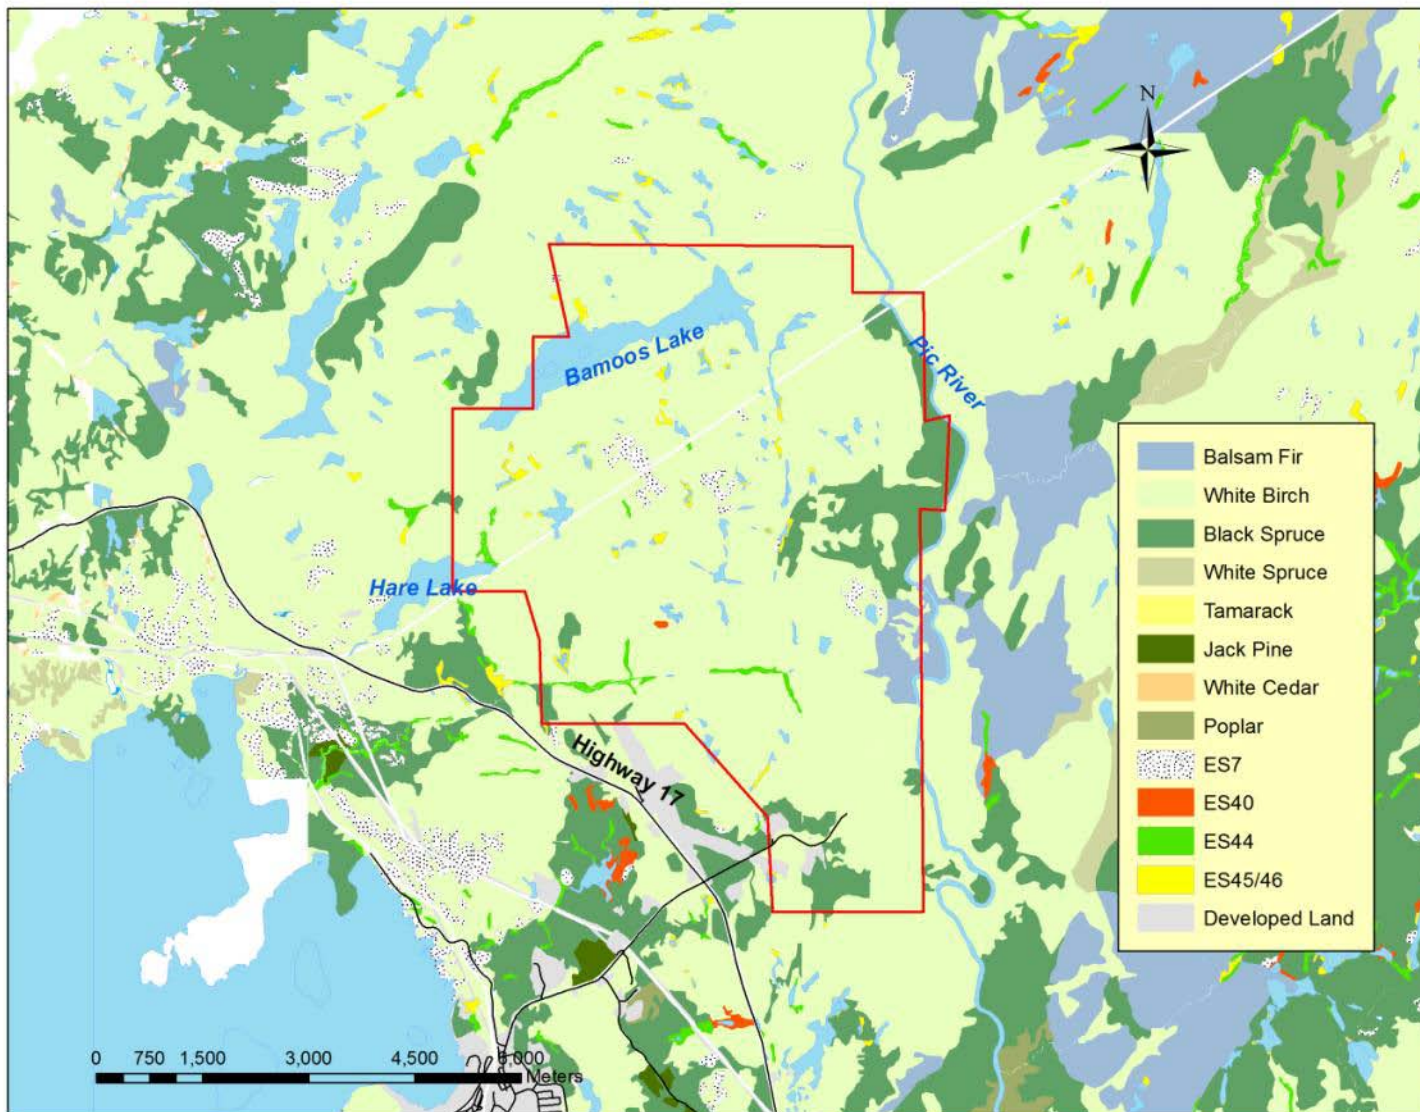 N
Bamoos Lake
Pic River
Hare Lake
Highway 17
Balsam Fir
White Birch
Black Spruce
White Spruce
Tamarack
Jack Pine
White Cedar
Poplar
ES7
ES40
ES44
ES45/46
Developed Land
0 750 1,500 3,000 4,500 6,000
Meters